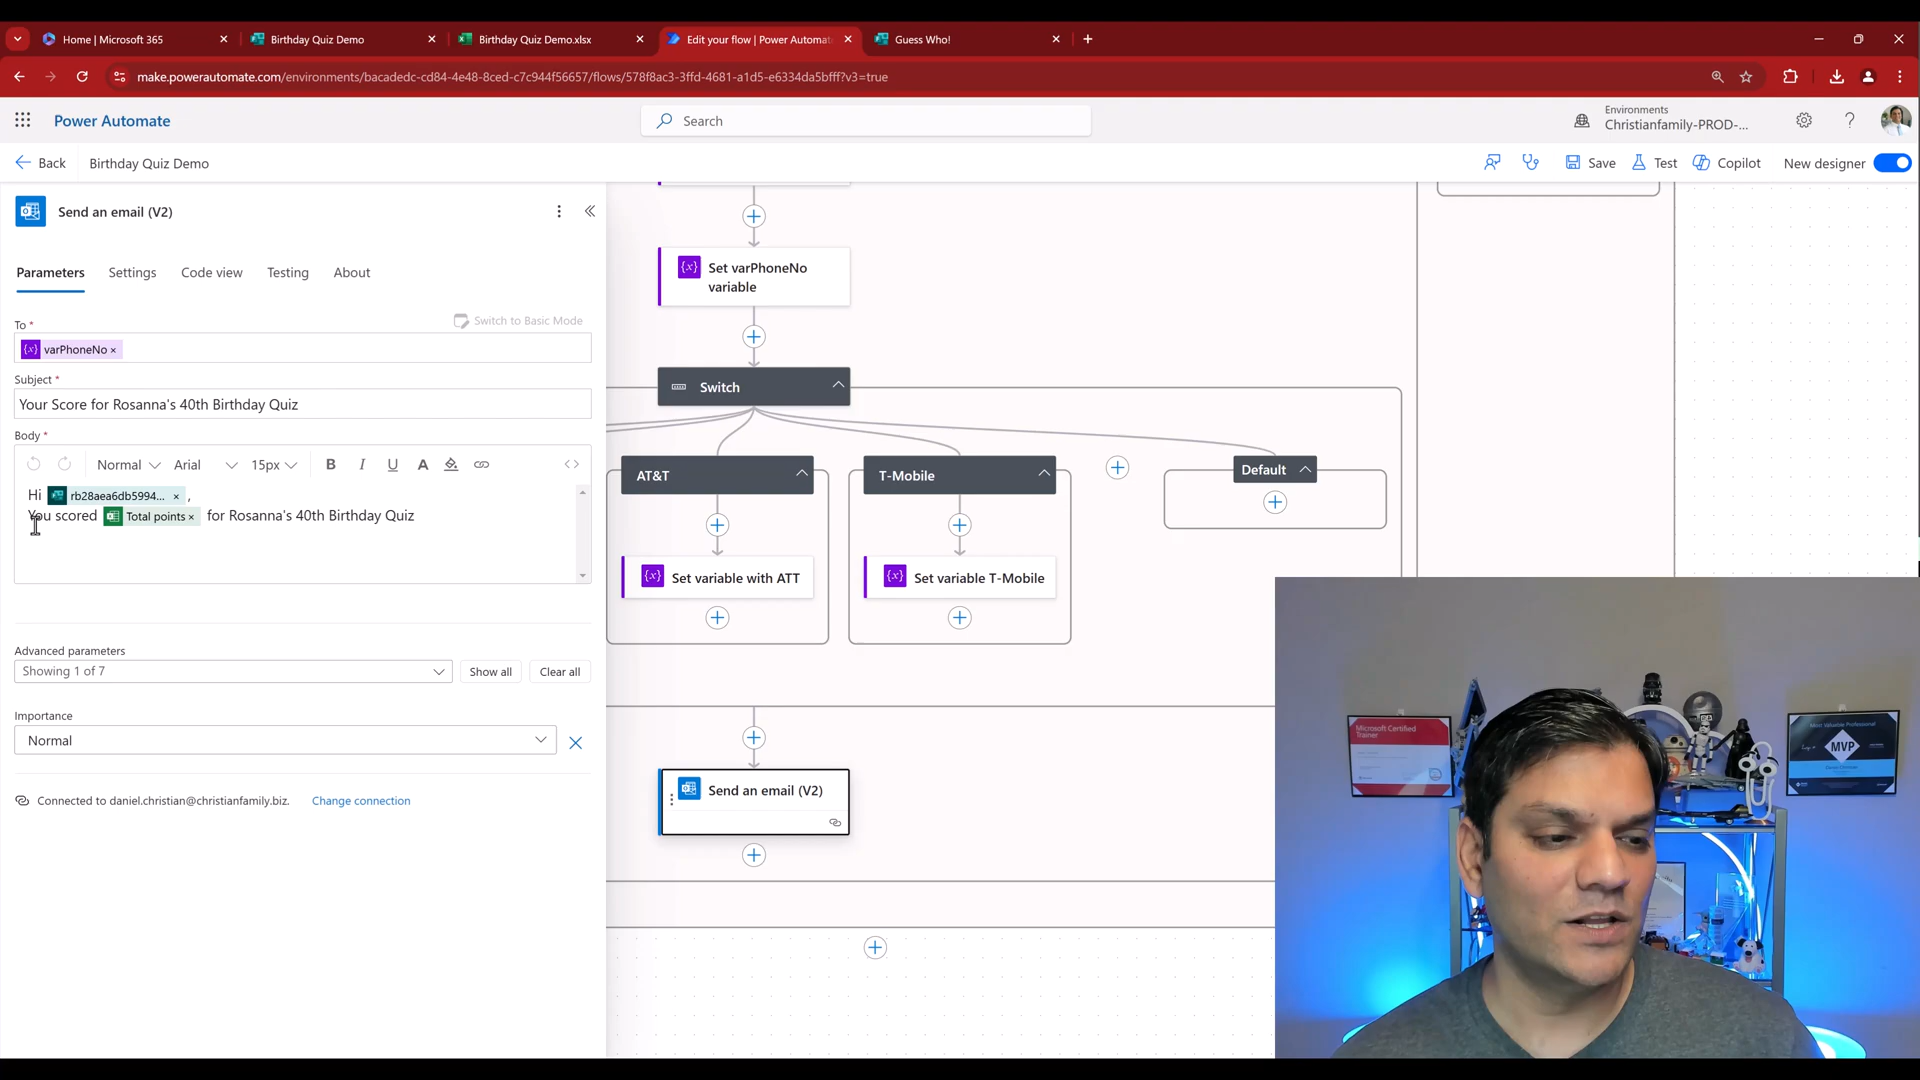 Home | Microsoft 365
Birthday Quiz Demo
Birthday Quiz Demo.xlsx
Edit your flow | Power Automat
Guess Who!
make.powerautomate.com/environments/bacadedc-cd84-4e48-8ced-c7c944f56657/flows/578f8ac3-3ffd-4681-a1d5-e6334da5bfff?v3=true
Power Automate
Search
Environments
Christianfamily-PROD-...
Back
Birthday Quiz Demo
Save
Test
Copilot
New designer
Send an email (V2)
Parameters
Settings
Code view
Testing
About
Switch to Basic Mode
To *
varPhoneNo ×
Subject *
Your Score for Rosanna's 40th Birthday Quiz
Body *
Normal
Arial
15px
B I U A
Hi rb28aea6db5994... × ,
You scored Total points × for Rosanna's 40th Birthday Quiz
Advanced parameters
Showing 1 of 7
Show all
Clear all
Importance
Normal
Connected to daniel.christian@christianfamily.biz.
Change connection
{x} Set varPhoneNo
variable
Switch
AT&T
T-Mobile
Default
{x} Set variable with ATT
{x} Set variable T-Mobile
Send an email (V2)
Microsoft Certified
Trainer
Most Valuable Professional
MVP